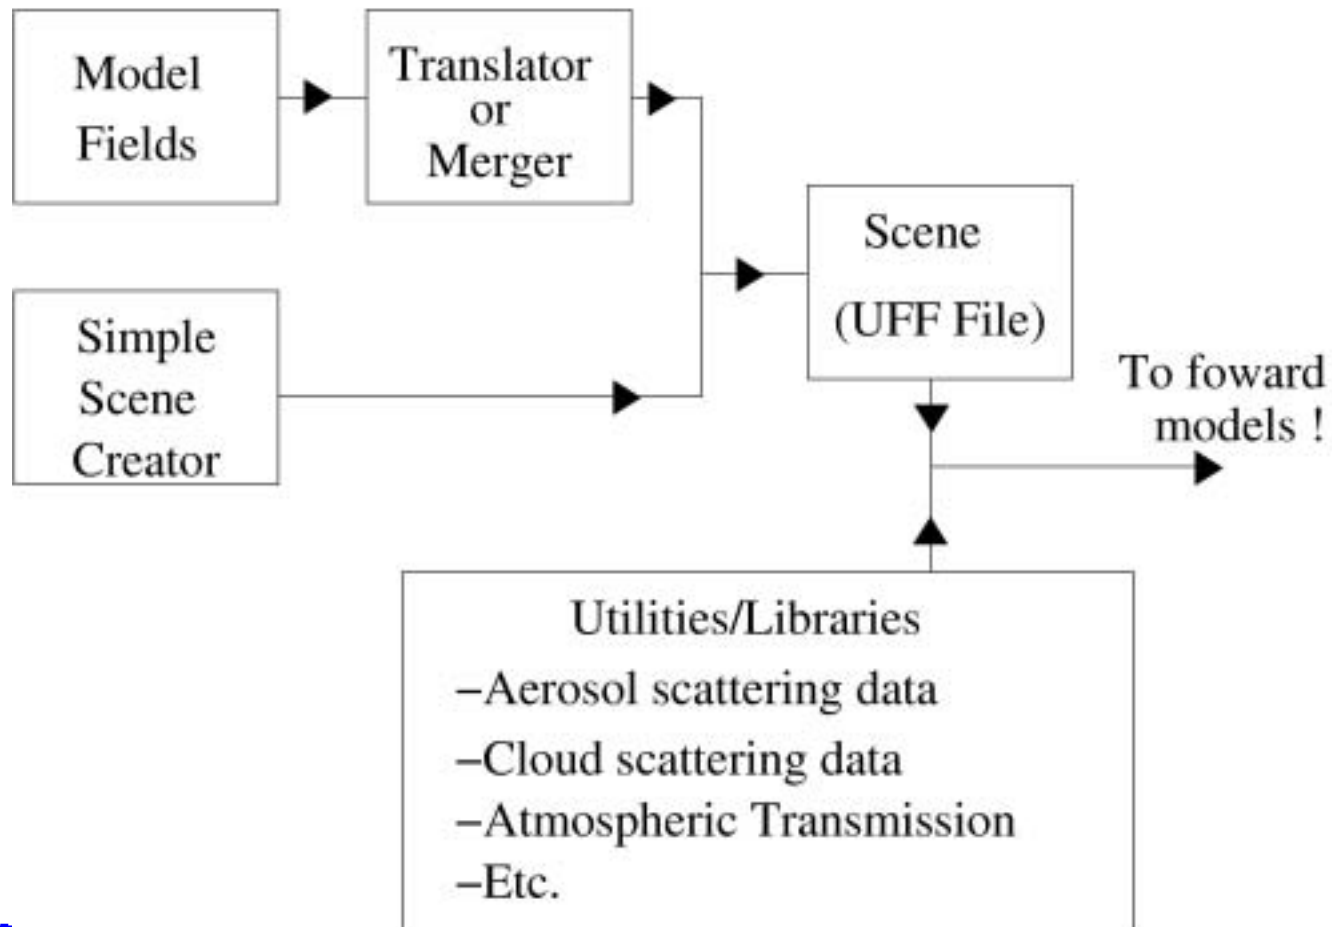 Model
Fields
Translator
or
Merger
Simple
Scene
Creator
Scene
(UFF File)
To foward
models !
Utilities/Libraries
−Aerosol scattering data
−Cloud scattering data
−Atmospheric Transmission
−Etc.